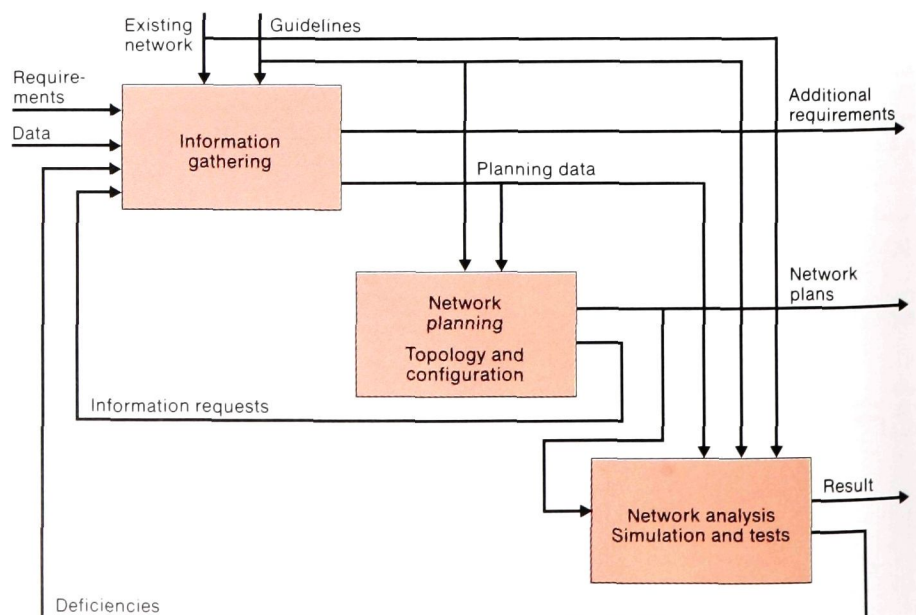 Existing
network
Guidelines
Require-
ments
Data
Information
gathering
Additional
requirements
Planning data
Network
planning
Topology and
configuration
Network
plans
Information requests
Network analysis
Simulation and tests
Result
Deficiencies